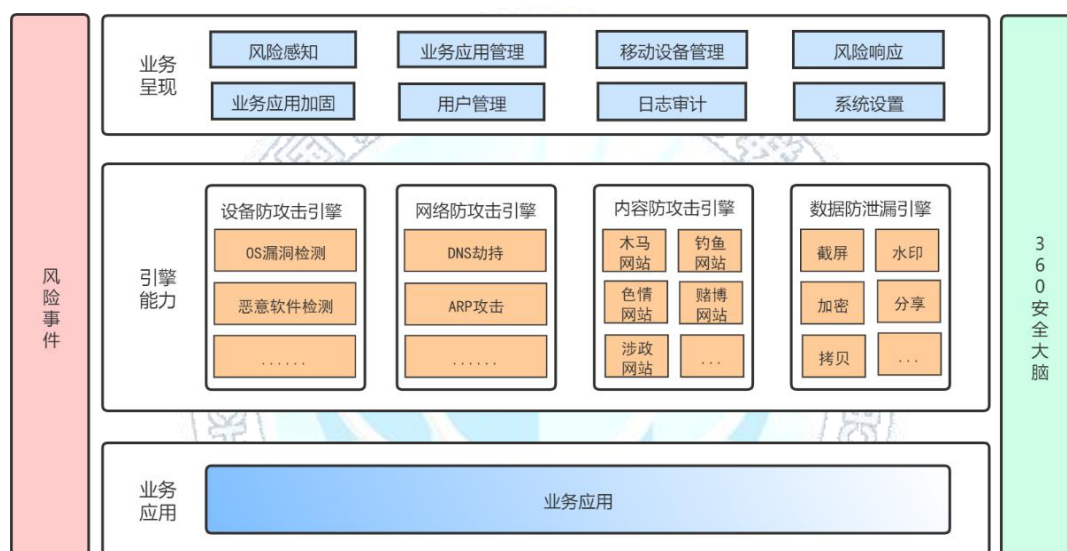 风险事件
业务
呈现
风险感知
业务应用管理
移动设备管理
风险响应
业务应用加固
用户管理
日志审计
系统设置
引擎
能力
设备防攻击引擎
OS漏洞检测
恶意软件检测
......
网络防攻击引擎
DNS劫持
ARP攻击
......
内容防攻击引擎
木马
网站
钓鱼
网站
色情
网站
赌博
网站
涉政
网站
...
数据防泄漏引擎
截屏
水印
加密
分享
拷贝
...
业务
应用
业务应用
360安全大脑